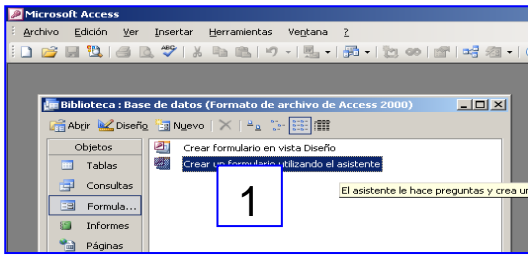 Microsoft Access
Archivo Edición Ver Insertar Herramientas Ventana ?
Biblioteca : Base de datos (Formato de archivo de Access 2000)
Abrir Diseño Nuevo
Objetos
Crear formulario en vista Diseño
Tablas
Crear un formulario utilizando el asistente
Consultas
El asistente le hace preguntas y crea un
Formula...
1
Informes
Páginas